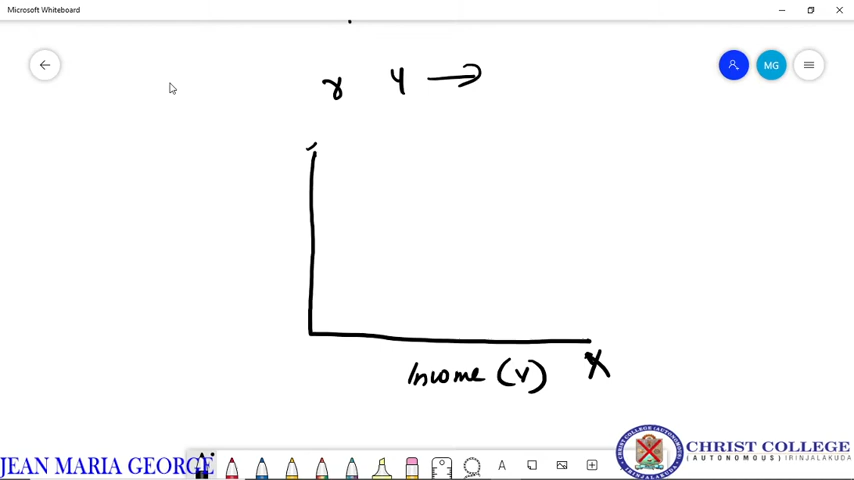 Microsoft Whiteboard
r Y →
MG
Income (Y) X
JEAN MARIA GEORGE
CHRIST COLLEGE
(AUTONOMOUS) IRINJALAKUDA